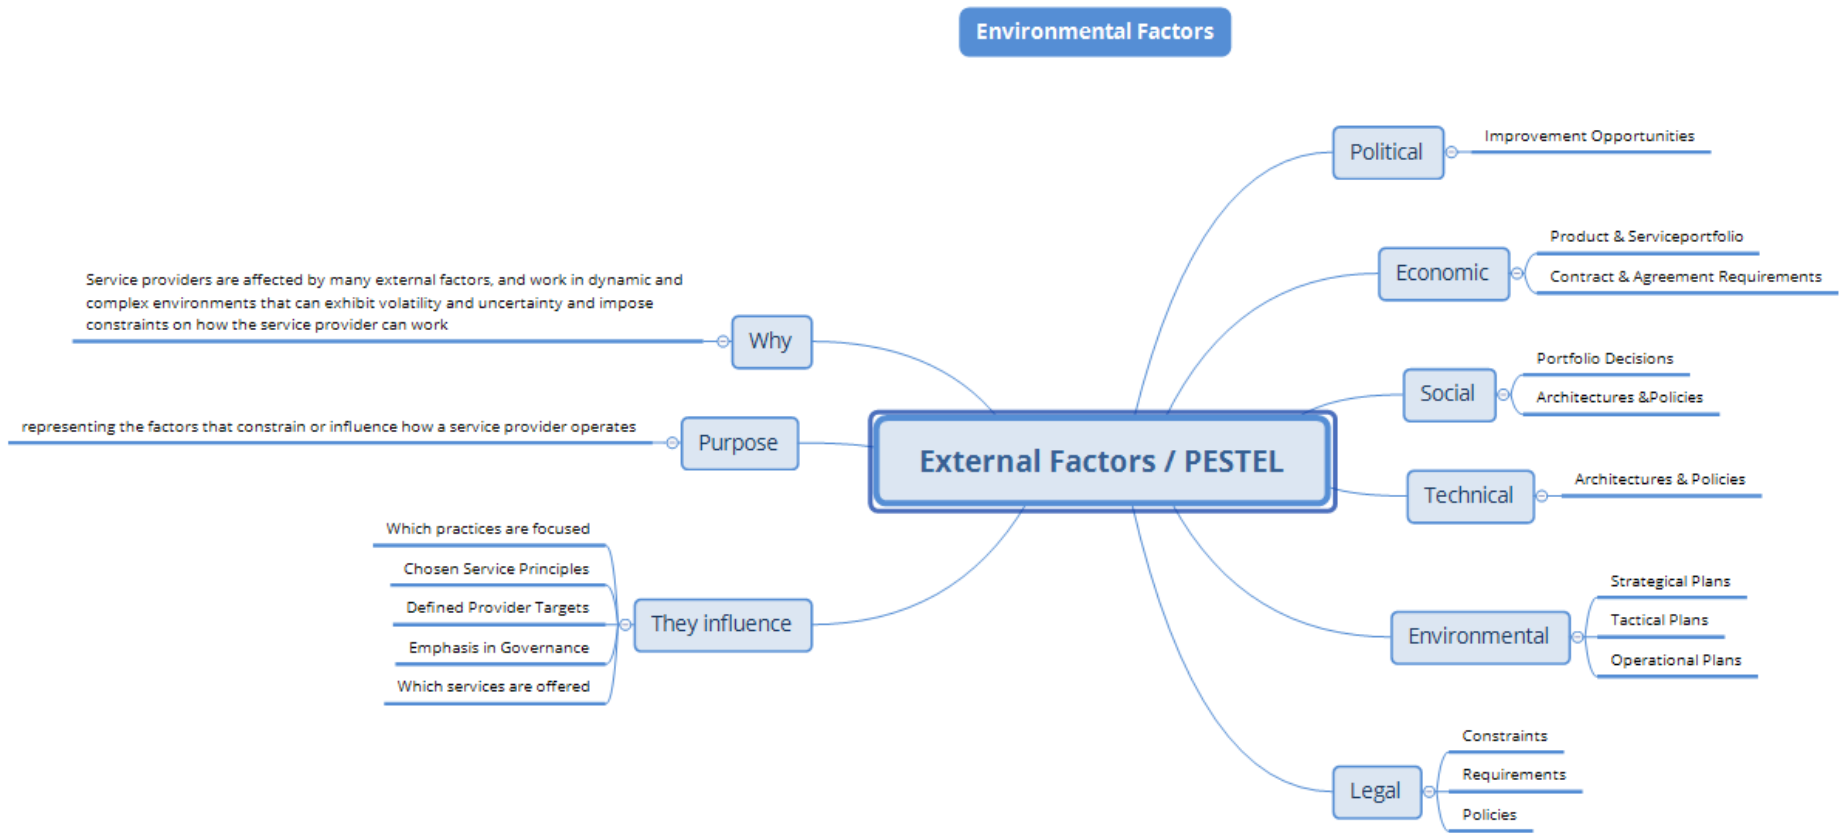 Environmental Factors
External Factors / PESTEL
Political
Improvement Opportunities
Economic
Product & Serviceportfolio
Contract & Agreement Requirements
Social
Portfolio Decisions
Architectures &Policies
Technical
Architectures & Policies
Environmental
Strategical Plans
Tactical Plans
Operational Plans
Legal
Constraints
Requirements
Policies
Why
Service providers are affected by many external factors, and work in dynamic and
complex environments that can exhibit volatility and uncertainty and impose
constraints on how the service provider can work
Purpose
representing the factors that constrain or influence how a service provider operates
They influence
Which practices are focused
Chosen Service Principles
Defined Provider Targets
Emphasis in Governance
Which services are offered